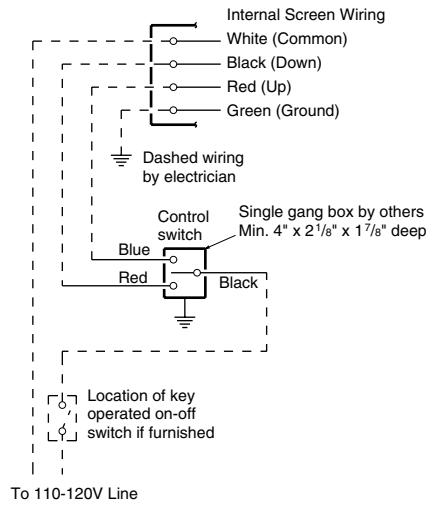 Internal Screen Wiring
White (Common)
Black (Down)
Red (Up)
Green (Ground)
Dashed wiring
by electrician
Control
switch
Single gang box by others
Min. 4" x 2 1/8" x 1 7/8" deep
Blue
Red
Black
Location of key
operated on-off
switch if furnished
To 110-120V Line